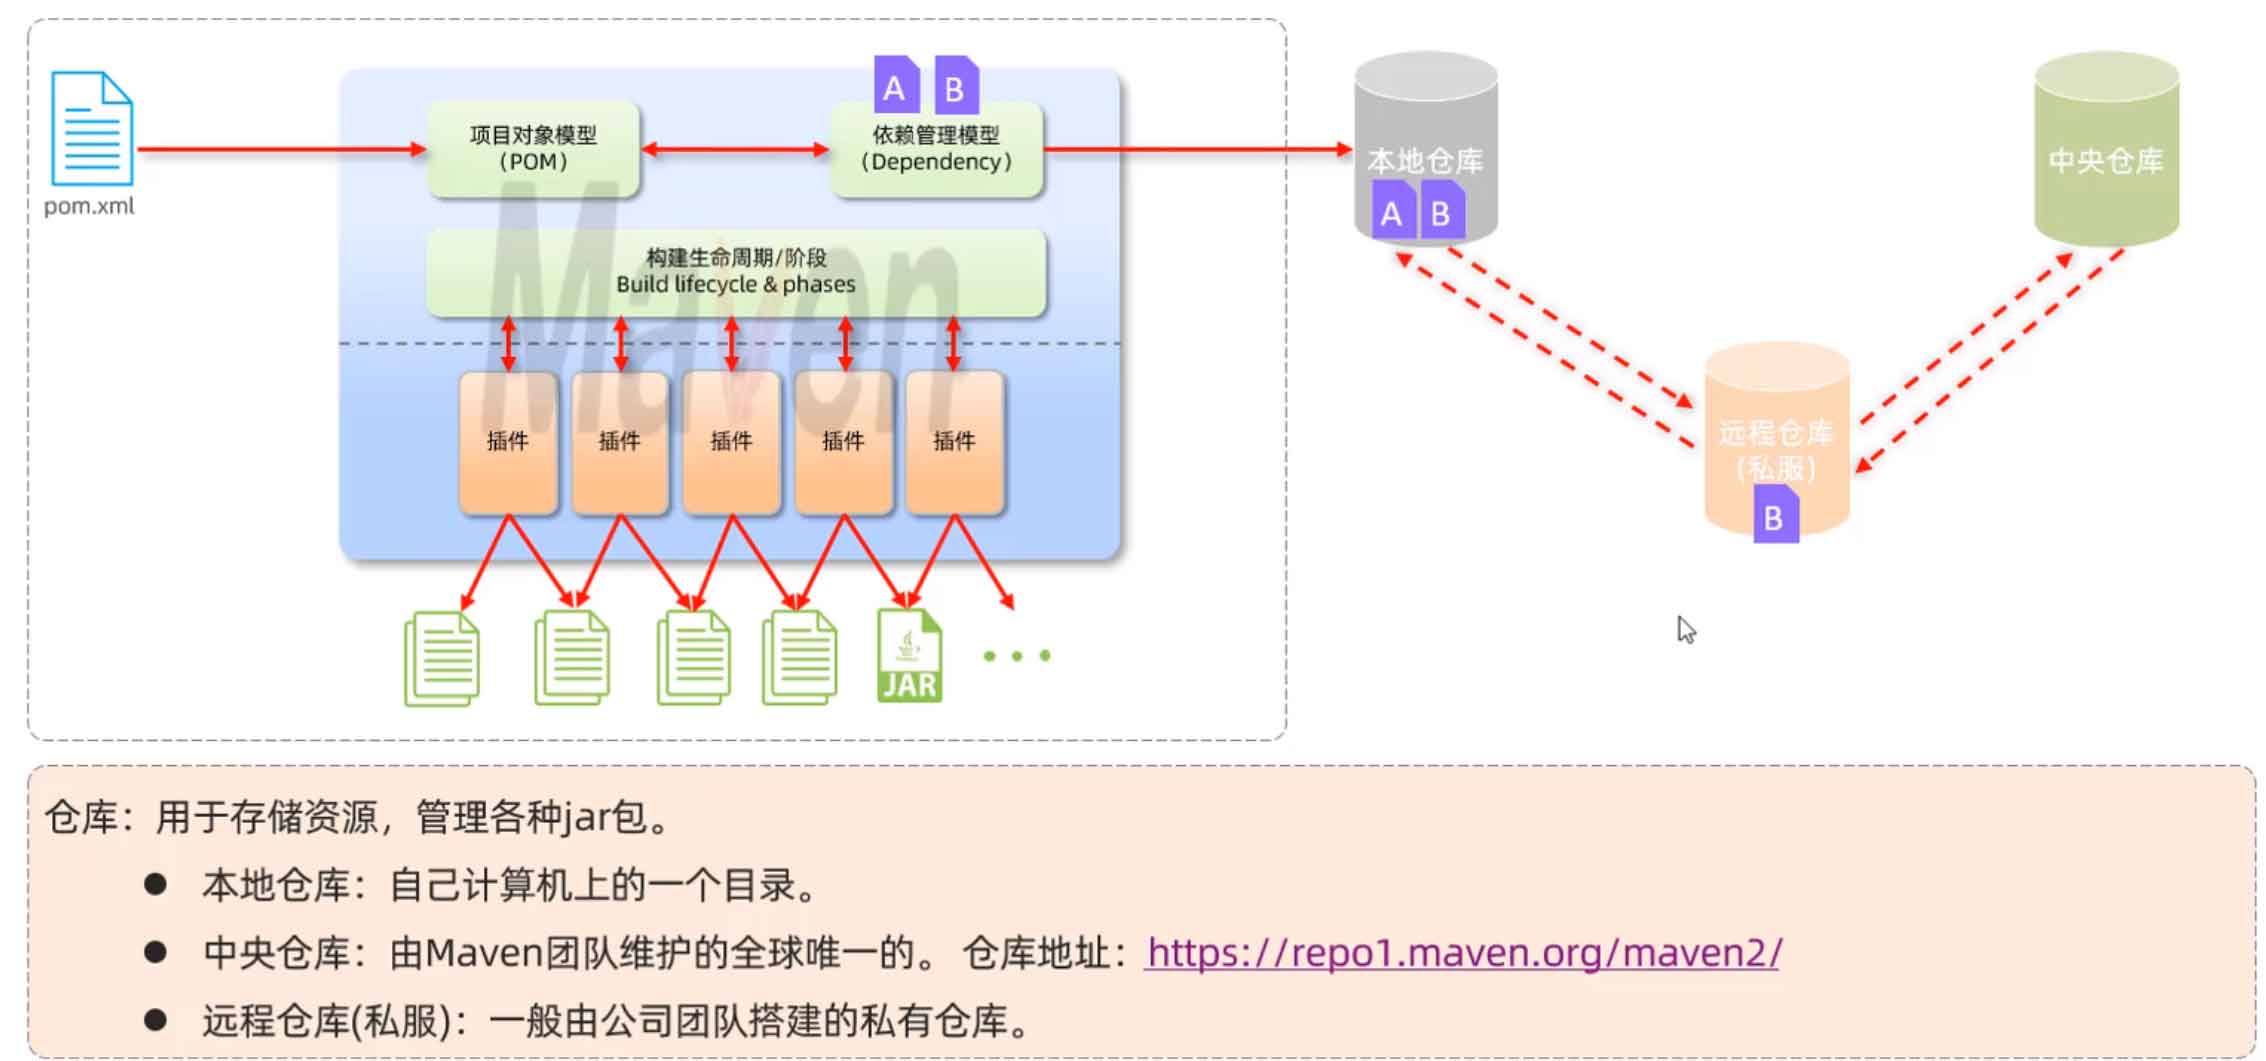 pom.xml
A B
项目对象模型
（POM）
依赖管理模型
（Dependency）
构建生命周期/阶段
Build lifecycle & phases
Maven
插件 插件 插件 插件 插件
JAR
本地仓库
A B
中央仓库
远程仓库
(私服)
B
仓库：用于存储资源，管理各种jar包。
● 本地仓库：自己计算机上的一个目录。
● 中央仓库：由Maven团队维护的全球唯一的。 仓库地址：https://repo1.maven.org/maven2/
● 远程仓库(私服)：一般由公司团队搭建的私有仓库。